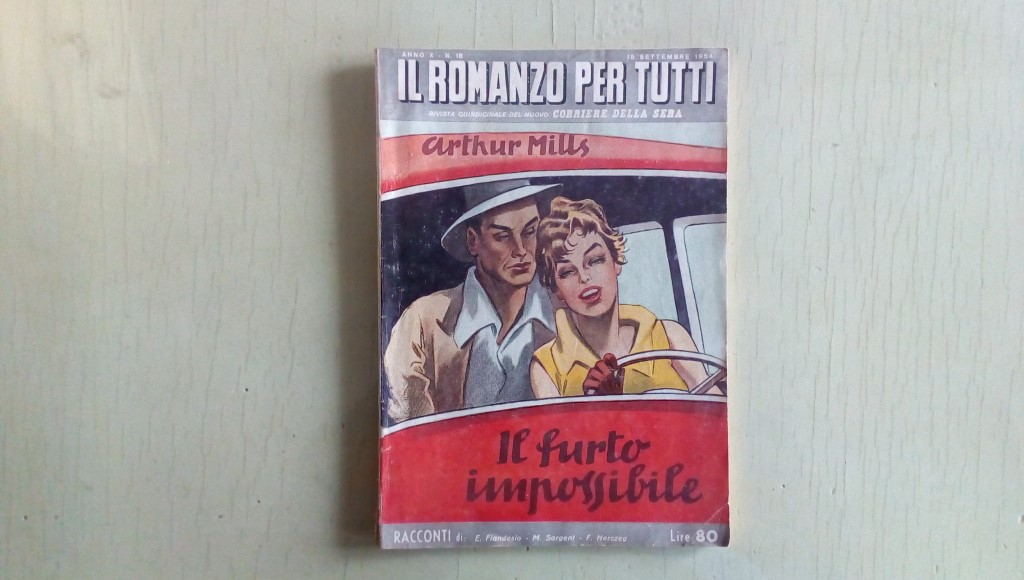 ANNO X - N. 18
15 SETTEMBRE 1954
IL ROMANZO PER TUTTI
RIVISTA QUINDICINALE DEL NUOVO CORRIERE DELLA SERA
Arthur Mills
Il furto
impossibile
RACCONTI di: E. Fiandesio - M. Sargent - F. Herczeg
Lire 80